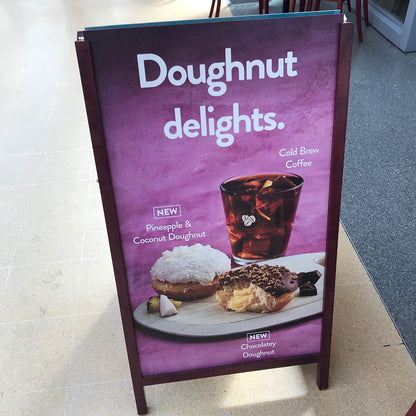 Doughnut
delights.
Cold Brew
Coffee
NEW
Pineapple &
Coconut Doughnut
NEW
Chocolatey
Doughnut